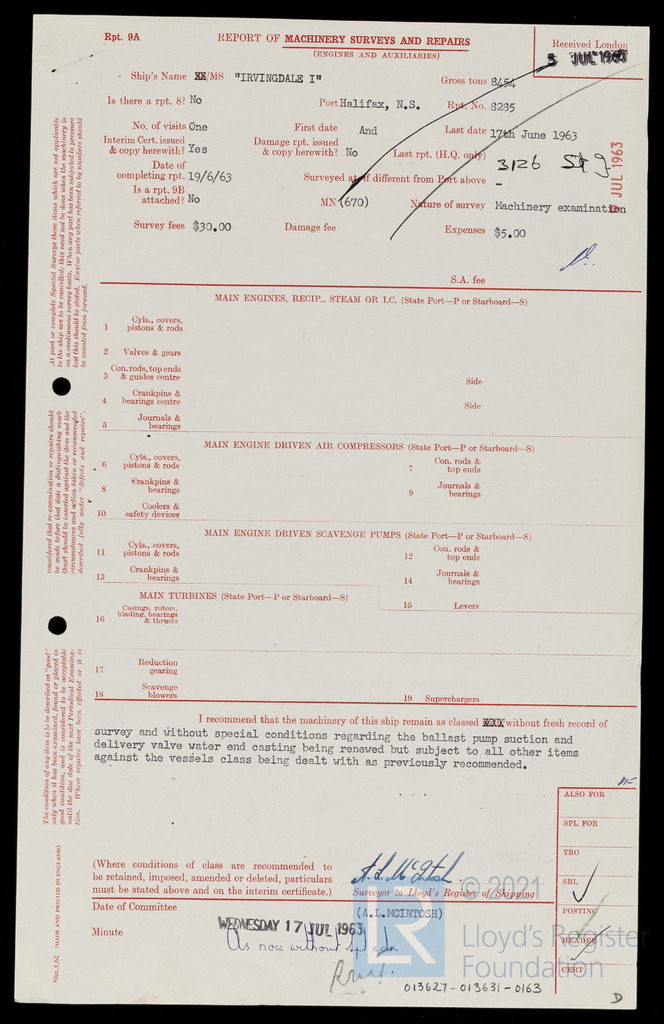 Rpt. 9A
REPORT OF MACHINERY SURVEYS AND REPAIRS
(ENGINES AND AUXILIARIES)
Received London
5 JUL 1963
Ship's Name XX/MS "IRVINGDALE I"
Gross tons 8454
Is there a rpt. 8? No
Port Halifax, N.S.
Rpt. No. 8235
No. of visits One
First date And
Last date 17th June 1963
Interim Cert. issued & copy herewith? Yes
Damage rpt. issued & copy herewith? No
Last rpt. (H.Q. only) 3126
JUL 1963
Date of completing rpt. 19/6/63
Surveyed at if different from Port above -
Is a rpt. 9B attached? No
MN (670)
Nature of survey Machinery examination
Survey fees $30.00
Damage fee
Expenses $5.00
S.A. fee
MAIN ENGINES, RECIP., STEAM OR I.C. (State Port—P or Starboard—S)
1 Cyls., covers, pistons & rods
2 Valves & gears
3 Con. rods, top ends & guides centre
Side
4 Crankpins & bearings centre
Side
5 Journals & bearings
MAIN ENGINE DRIVEN AIR COMPRESSORS (State Port—P or Starboard—S)
6 Cyls., covers, pistons & rods
7 Con. rods & top ends
8 Crankpins & bearings
9 Journals & bearings
10 Coolers & safety devices
MAIN ENGINE DRIVEN SCAVENGE PUMPS (State Port—P or Starboard—S)
11 Cyls., covers, pistons & rods
12 Con. rods & top ends
13 Crankpins & bearings
14 Journals & bearings
MAIN TURBINES (State Port—P or Starboard—S)
15 Levers
16 Casings, rotors, blading, bearings & thrusts
17 Reduction gearing
18 Scavenge blowers
19 Superchargers
I recommend that the machinery of this ship remain as classed XXX without fresh record of
survey and without special conditions regarding the ballast pump suction and
delivery valve water end casting being renewed but subject to all other items
against the vessels class being dealt with as previously recommended.
ALSO FOR
SPL FOR
TRO
SRL
POSTING
HEADER
CERT
(Where conditions of class are recommended to
be retained, imposed, amended or deleted, particulars
must be stated above and on the interim certificate.)
A. L. McIntosh
Surveyor to Lloyd's Register of Shipping
(A.L.MCINTOSH)
Date of Committee
WEDNESDAY 17 JUL 1963
Minute
As now without
© 2021
LR
Lloyd's Register
Foundation
013627-013631-0163
D
50m,1,62 (MADE AND PRINTED IN ENGLAND)